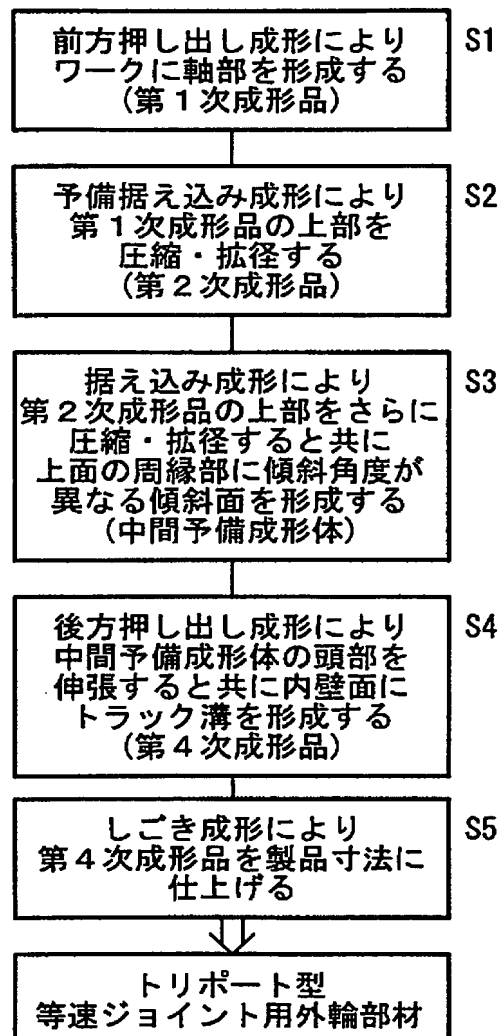 前方押し出し成形により
ワークに軸部を形成する
(第1次成形品)
S1
予備据え込み成形により
第1次成形品の上部を
圧縮・拡径する
(第2次成形品)
S2
据え込み成形により
第2次成形品の上部をさらに
圧縮・拡径すると共に
上面の周縁部に傾斜角度が
異なる傾斜面を形成する
(中間予備成形体)
S3
後方押し出し成形により
中間予備成形体の頭部を
伸張すると共に内壁面に
トラック溝を形成する
(第4次成形品)
S4
しごき成形により
第4次成形品を製品寸法に
仕上げる
S5
トリポート型
等速ジョイント用外輪部材